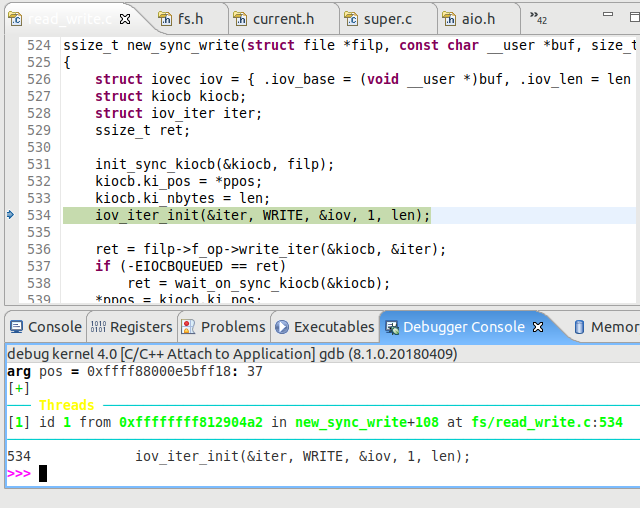 read_write.c fs.h current.h super.c aio.h »42
524 ssize_t new_sync_write(struct file *filp, const char __user *buf, size_t
525 {
526     struct iovec iov = { .iov_base = (void __user *)buf, .iov_len = len
527     struct kiocb kiocb;
528     struct iov_iter iter;
529     ssize_t ret;
530
531     init_sync_kiocb(&kiocb, filp);
532     kiocb.ki_pos = *ppos;
533     kiocb.ki_nbytes = len;
534     iov_iter_init(&iter, WRITE, &iov, 1, len);
535
536     ret = filp->f_op->write_iter(&kiocb, &iter);
537     if (-EIOCBQUEUED == ret)
538         ret = wait_on_sync_kiocb(&kiocb);
539     *ppos = kiocb.ki_pos;
Console Registers Problems Executables Debugger Console Memor
debug kernel 4.0 [C/C++ Attach to Application] gdb (8.1.0.20180409)
arg pos = 0xffff88000e5bff18: 37
[+]
Threads
[1] id 1 from 0xffffffff812904a2 in new_sync_write+108 at fs/read_write.c:534
534             iov_iter_init(&iter, WRITE, &iov, 1, len);
>>>